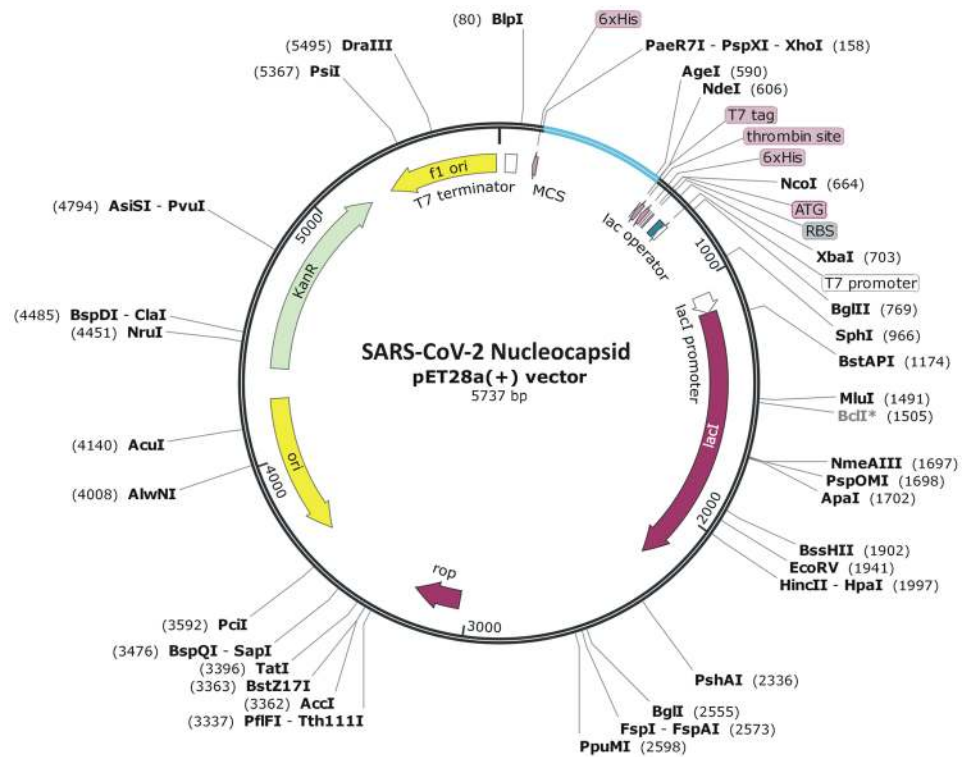 (80) BlpI
6xHis
PaeR7I - PspXI - XhoI (158)
(5495) DraIII
(5367) PsiI
AgeI (590)
NdeI (606)
T7 tag
thrombin site
6xHis
NcoI (664)
ATG
RBS
XbaI (703)
T7 promoter
BglII (769)
SphI (966)
BstAPI (1174)
MluI (1491)
BclI* (1505)
NmeAIII (1697)
PspOMI (1698)
ApaI (1702)
BssHII (1902)
EcoRV (1941)
HincII - HpaI (1997)
PshAI (2336)
BglI (2555)
FspI - FspAI (2573)
PpuMI (2598)
(4794) AsiSI - PvuI
(4485) BspDI - ClaI
(4451) NruI
(4140) AcuI
(4008) AlwNI
(3592) PciI
(3476) BspQI - SapI
(3396) TatI
(3363) BstZ17I
(3362) AccI
(3337) PflFI - Tth111I
f1 ori
T7 terminator
MCS
lac operator
lacI promoter
lacI
KanR
ori
rop
1000
2000
3000
4000
5000
SARS-CoV-2 Nucleocapsid
pET28a(+) vector
5737 bp